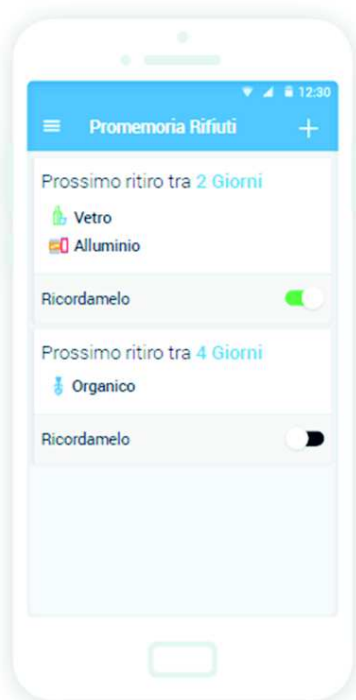 12:30
Promemoria Rifiuti
Prossimo ritiro tra 2 Giorni
Vetro
Alluminio
Ricordamelo
Prossimo ritiro tra 4 Giorni
Organico
Ricordamelo